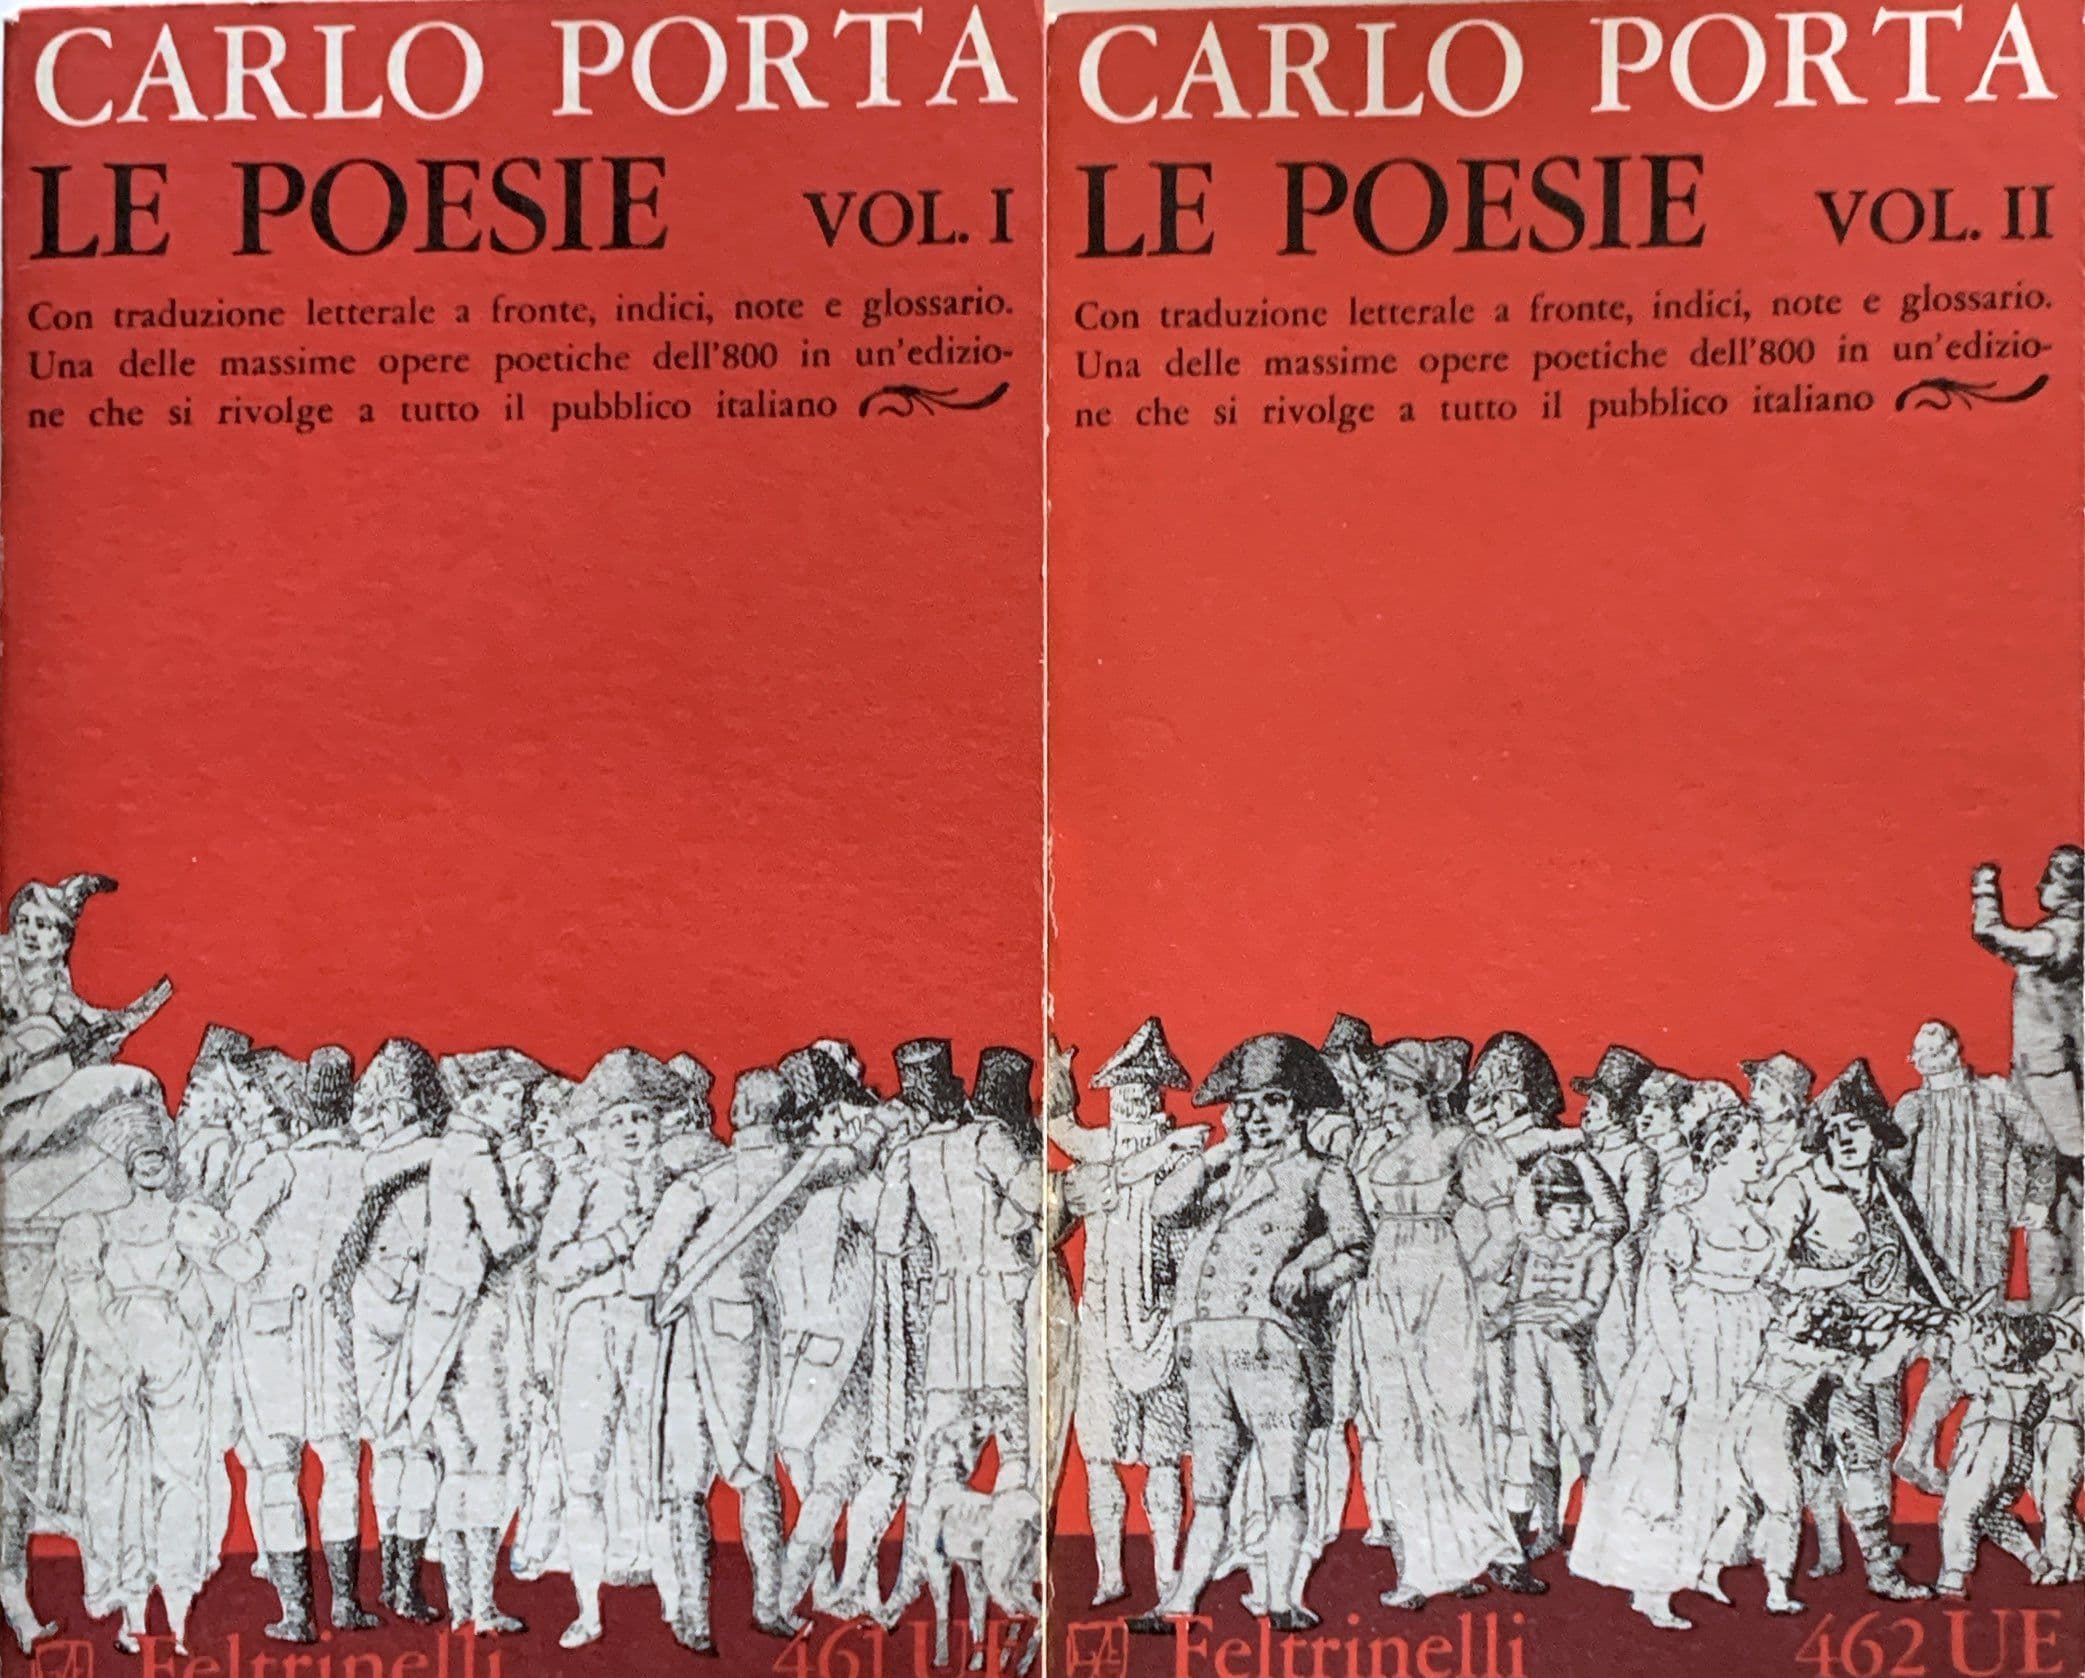 CARLO PORTA
LE POESIE VOL. I
Con traduzione letterale a fronte, indici, note e glossario.
Una delle massime opere poetiche dell'800 in un'edizio-
ne che si rivolge a tutto il pubblico italiano
Feltrinelli 461 UE
CARLO PORTA
LE POESIE VOL. II
Con traduzione letterale a fronte, indici, note e glossario.
Una delle massime opere poetiche dell'800 in un'edizio-
ne che si rivolge a tutto il pubblico italiano
Feltrinelli 462 UE